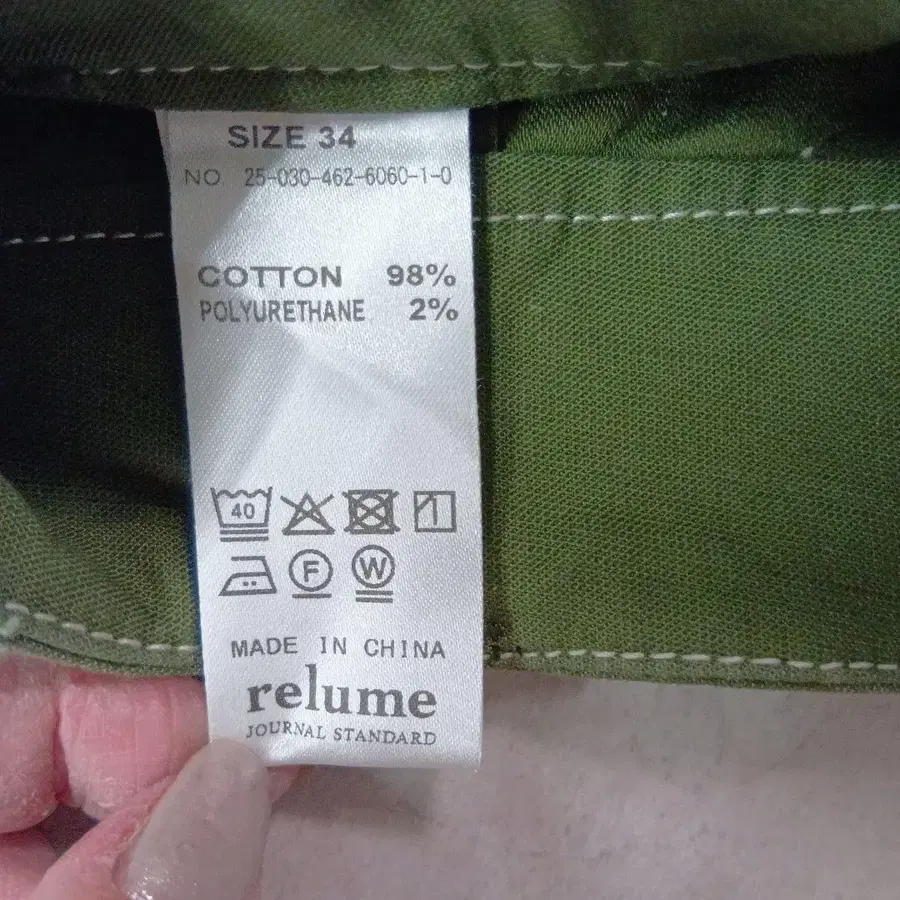 SIZE 34
NO 25-030-462-6060-1-0
COTTON 98%
POLYURETHANE 2%
40
F W
MADE IN CHINA
relume
JOURNAL STANDARD